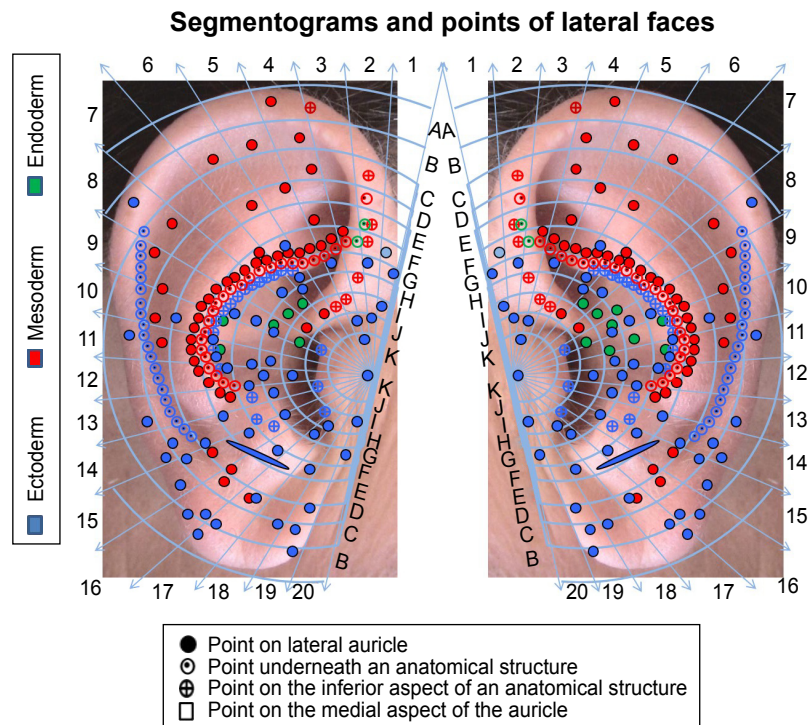 Segmentograms and points of lateral faces
6 5 4 3 2 1 1 2 3 4 5 6
7 A A 7
B B
8 C C 8
D D
9 E E 9
F F
10 G G 10
H H
I I
11 J J 11
K K
12 K K 12
J J
13 I I 13
H H
14 G G 14
F F
E E
15 D D 15
C C
B B
16 17 18 19 20 20 19 18 17 16
Endoderm
Mesoderm
Ectoderm
Point on lateral auricle
Point underneath an anatomical structure
Point on the inferior aspect of an anatomical structure
Point on the medial aspect of the auricle